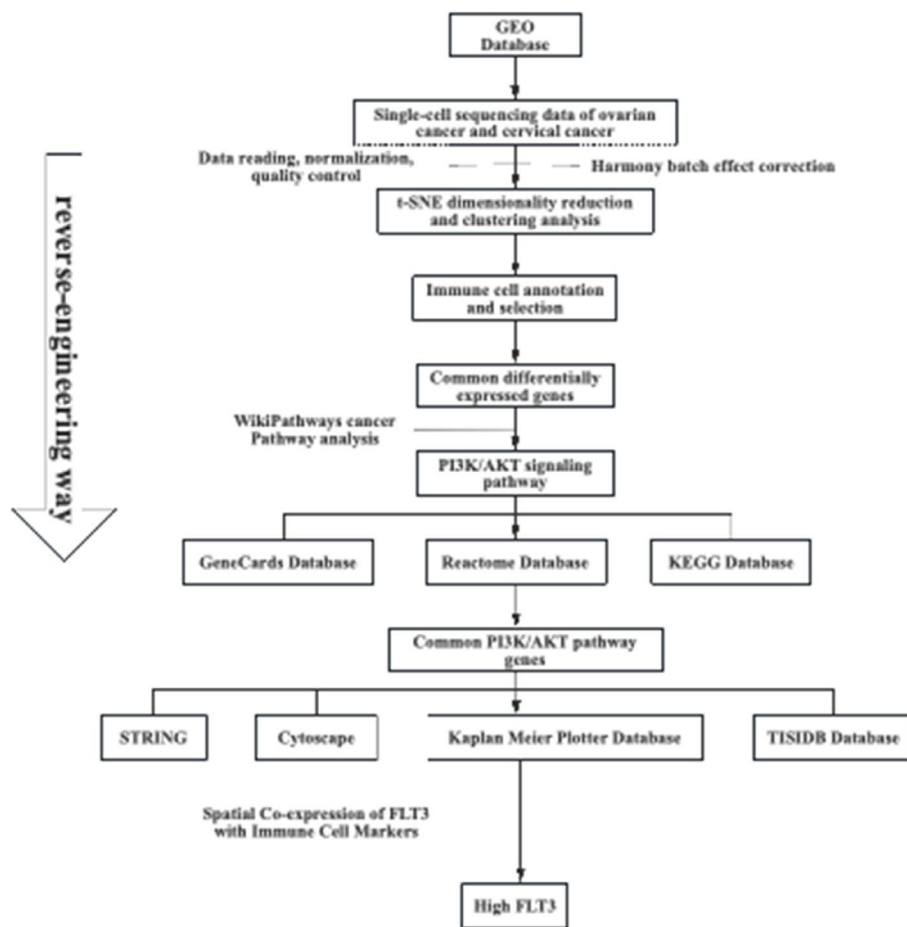 GEO
Database
Single-cell sequencing data of ovarian
cancer and cervical cancer
Data reading, normalization,
quality control
Harmony batch effect correction
t-SNE dimensionality reduction
and clustering analysis
reverse-engineering way
Immune cell annotation
and selection
Common differentially
expressed genes
WikiPathways cancer
Pathway analysis
PI3K/AKT signaling
pathway
GeneCards Database
Reactome Database
KEGG Database
Common PI3K/AKT pathway
genes
STRING
Cytoscape
Kaplan Meier Plotter Database
TISIDB Database
Spatial Co-expression of FLT3
with Immune Cell Markers
High FLT3